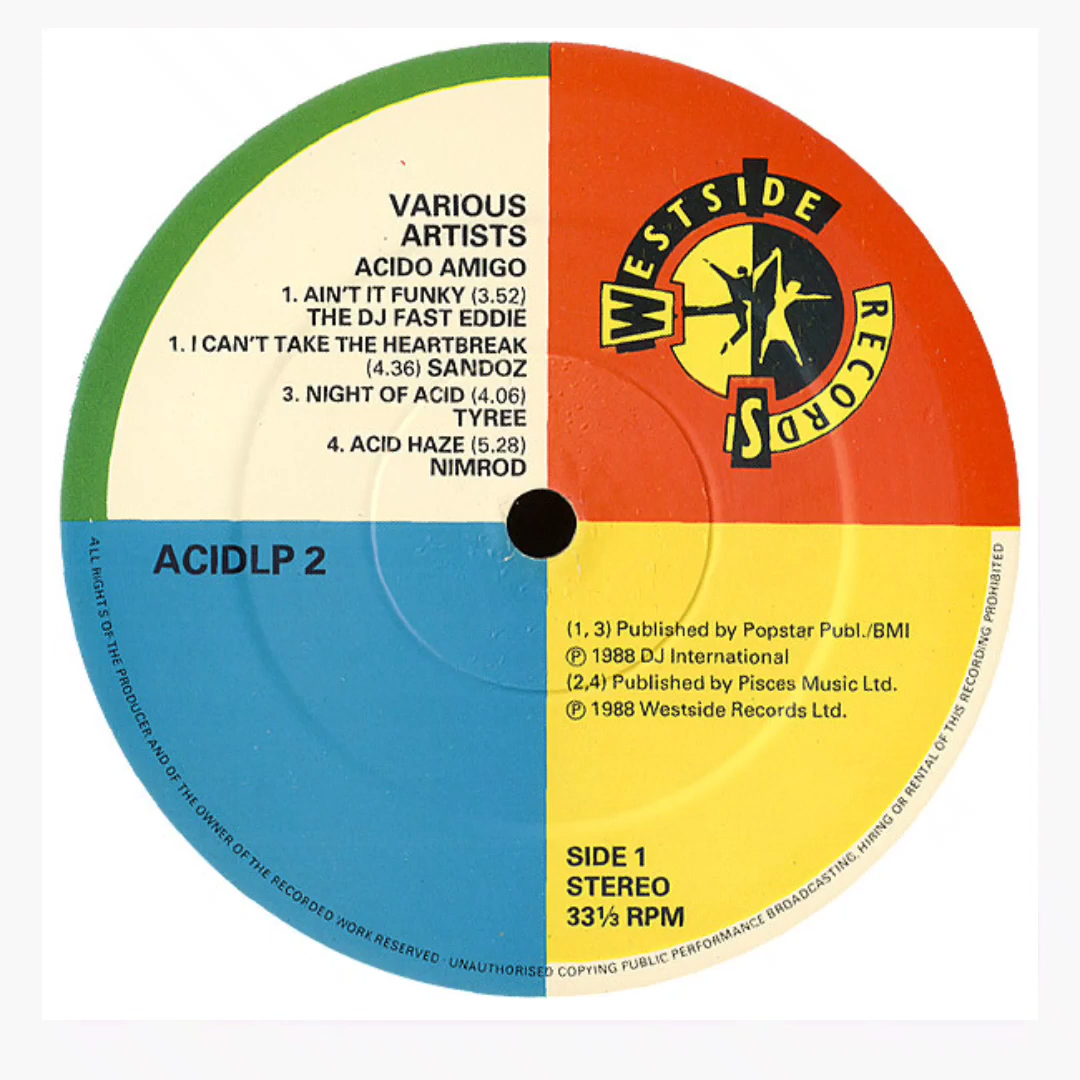 VARIOUS
ARTISTS
ACIDO AMIGO
1. AIN'T IT FUNKY (3.52)
THE DJ FAST EDDIE
1. I CAN'T TAKE THE HEARTBREAK
(4.36) SANDOZ
3. NIGHT OF ACID (4.06)
TYREE
4. ACID HAZE (5.28)
NIMROD
WESTSIDE
RECORDS
ACIDLP 2
(1, 3) Published by Popstar Publ./BMI
℗ 1988 DJ International
(2,4) Published by Pisces Music Ltd.
℗ 1988 Westside Records Ltd.
SIDE 1
STEREO
33⅓ RPM
ALL RIGHTS OF THE PRODUCER AND OF THE OWNER OF THE RECORDED WORK RESERVED · UNAUTHORISED COPYING PUBLIC PERFORMANCE BROADCASTING, HIRING OR RENTAL OF THIS RECORDING PROHIBITED